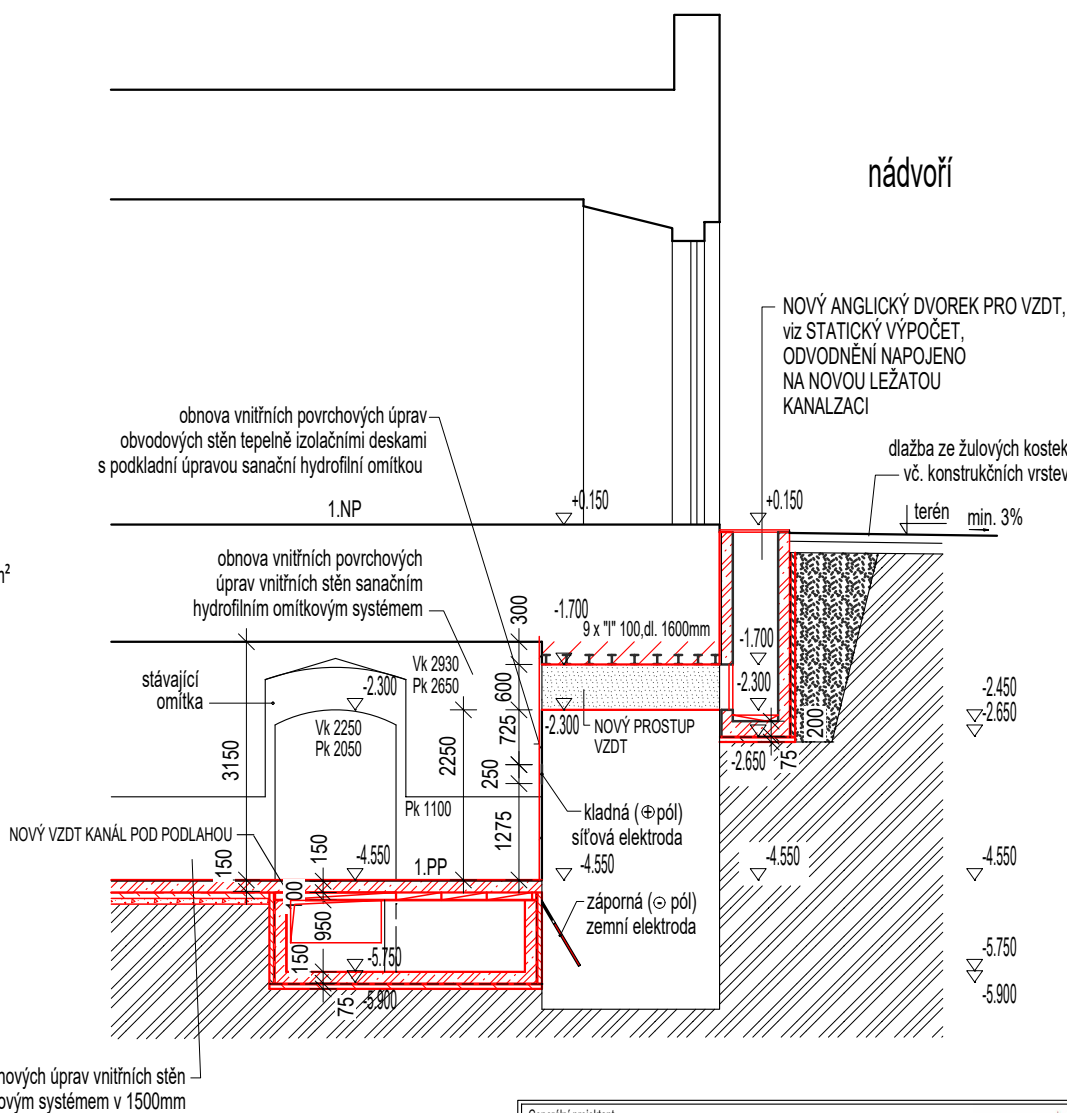 nádvoří
NOVÝ ANGLICKÝ DVOREK PRO VZDT,
viz STATICKÝ VÝPOČET,
ODVODNĚNÍ NAPOJENO
NA NOVOU LEŽATOU
KANALZACI
obnova vnitřních povrchových úprav
obvodových stěn tepelně izolačními deskami
s podkladní úpravou sanační hydrofilní omítkou
dlažba ze žulových kostek
vč. konstrukčních vrstev
1.NP
+0.150
+0.150
terén
min. 3%
obnova vnitřních povrchových
úprav vnitřních stěn sanačním
hydrofilním omítkovým systémem
m²
300
-1.700
9 x "I" 100,dl. 1600mm
-1.700
stávající
omítka
Vk 2930
Pk 2650
-2.300
600
-2.300
-2.450
-2.650
Vk 2250
Pk 2050
-2.300
NOVÝ PROSTUP
VZDT
725
200
75
-2.650
3150
2250
250
Pk 1100
kladná (⊕pól)
síťová elektroda
1275
NOVÝ VZDT KANÁL POD PODLAHOU
150
150
-4.550
1.PP
-4.550
-4.550
-4.550
100
950
záporná (⊖ pól)
zemní elektroda
150
-5.750
-5.750
75
-5.900
-5.900
nových úprav vnitřních stěn
ovým systémem v 1500mm